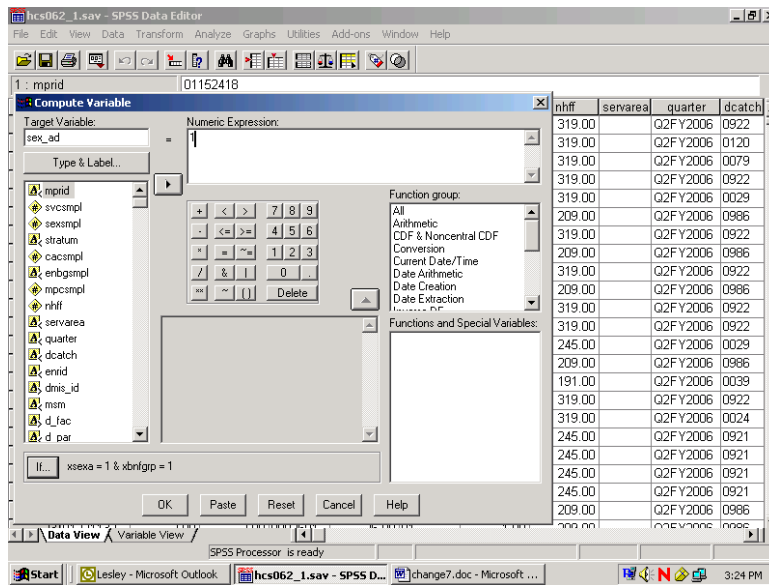 hcs062_1.sav - SPSS Data Editor
File Edit View Data Transform Analyze Graphs Utilities Add-ons Window Help
1 : mprid 01152418
Compute Variable
Target Variable:
sex_ad
=
Numeric Expression:
1
Type & Label...
mprid
svcsmpl
sexsmpl
stratum
cacsmpl
enbgsmpl
mpcsmpl
nhff
servarea
quarter
dcatch
enrid
dmis_id
msm
d_fac
d_par
+ < > 7 8 9
- <= >= 4 5 6
* = ~= 1 2 3
/ & | 0 .
** ~ () Delete
Function group:
All
Arithmetic
CDF & Noncentral CDF
Conversion
Current Date/Time
Date Arithmetic
Date Creation
Date Extraction
Functions and Special Variables:
If... xsexa = 1 & xbnfgrp = 1
OK Paste Reset Cancel Help
nhff servarea quarter dcatch
319.00 Q2FY2006 0922
319.00 Q2FY2006 0120
319.00 Q2FY2006 0079
319.00 Q2FY2006 0922
319.00 Q2FY2006 0029
209.00 Q2FY2006 0986
319.00 Q2FY2006 0922
209.00 Q2FY2006 0986
319.00 Q2FY2006 0922
209.00 Q2FY2006 0986
319.00 Q2FY2006 0922
319.00 Q2FY2006 0922
245.00 Q2FY2006 0029
209.00 Q2FY2006 0986
191.00 Q2FY2006 0039
319.00 Q2FY2006 0922
319.00 Q2FY2006 0024
245.00 Q2FY2006 0921
245.00 Q2FY2006 0921
245.00 Q2FY2006 0921
245.00 Q2FY2006 0921
209.00 Q2FY2006 0986
209.00 Q2FY2006 0986
Data View Variable View
SPSS Processor is ready
Start Lesley - Microsoft Outlook hcs062_1.sav - SPSS D... change7.doc - Microsoft ... 3:24 PM